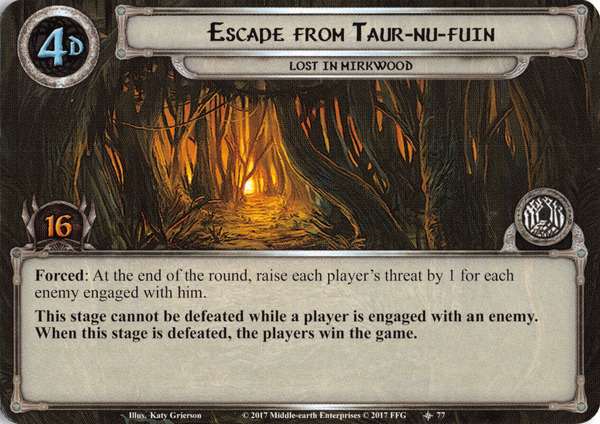 4D
ESCAPE FROM TAUR-NU-FUIN
LOST IN MIRKWOOD
16
Forced: At the end of the round, raise each player's threat by 1 for each
enemy engaged with him.
This stage cannot be defeated while a player is engaged with an enemy.
When this stage is defeated, the players win the game.
Illus. Katy Grierson © 2017 Middle-earth Enterprises © 2017 FFG 77